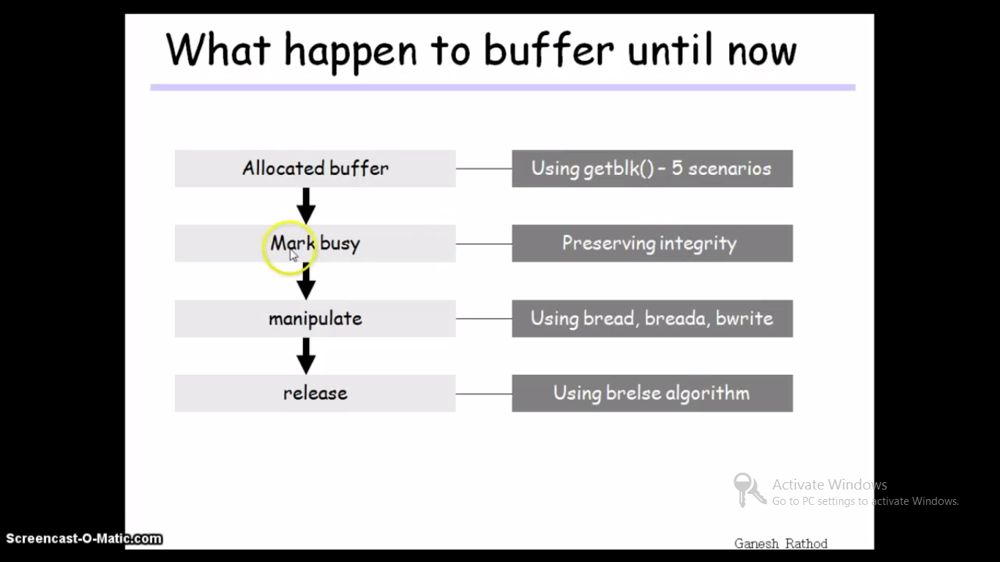 What happen to buffer until now
Allocated buffer
Using getblk() - 5 scenarios
Mark busy
Preserving integrity
manipulate
Using bread, breada, bwrite
release
Using brelse algorithm
Activate Windows
Go to PC settings to activate Windows.
Screencast-O-Matic.com
Ganesh Rathod